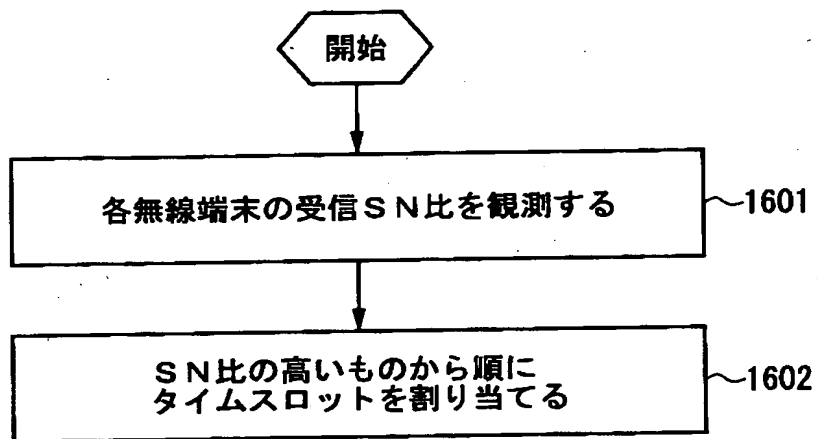 開始
各無線端末の受信SN比を観測する
1601
SN比の高いものから順に
タイムスロットを割り当てる
1602